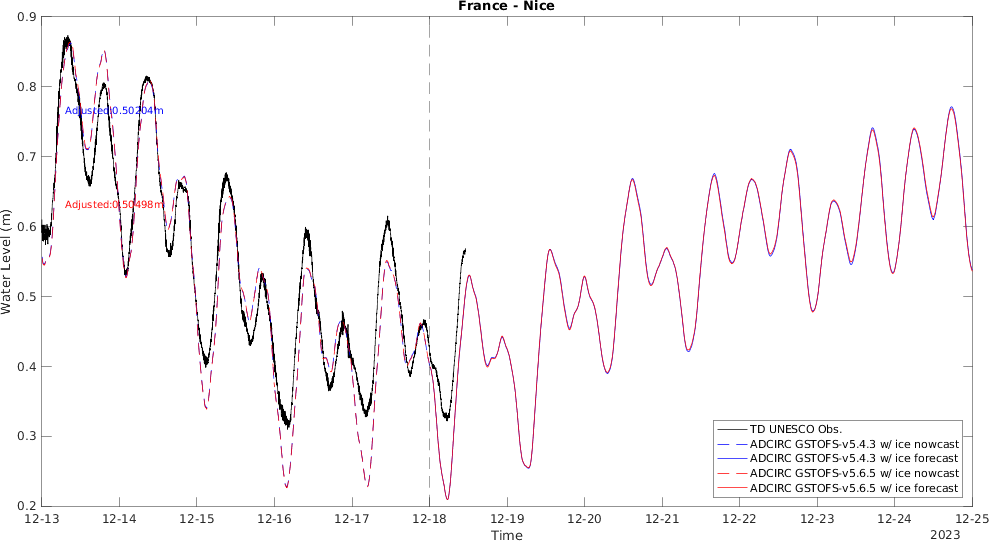 France - Nice
0.9
0.8
0.7
0.6
0.5
0.4
0.3
0.2
Water Level (m)
Adjusted:0.50204m
Adjusted:0.50498m
TD UNESCO Obs.
ADCIRC GSTOFS-v5.4.3 w/ ice nowcast
ADCIRC GSTOFS-v5.4.3 w/ ice forecast
ADCIRC GSTOFS-v5.6.5 w/ ice nowcast
ADCIRC GSTOFS-v5.6.5 w/ ice forecast
12-13 12-14 12-15 12-16 12-17 12-18 12-19 12-20 12-21 12-22 12-23 12-24 12-25
Time
2023